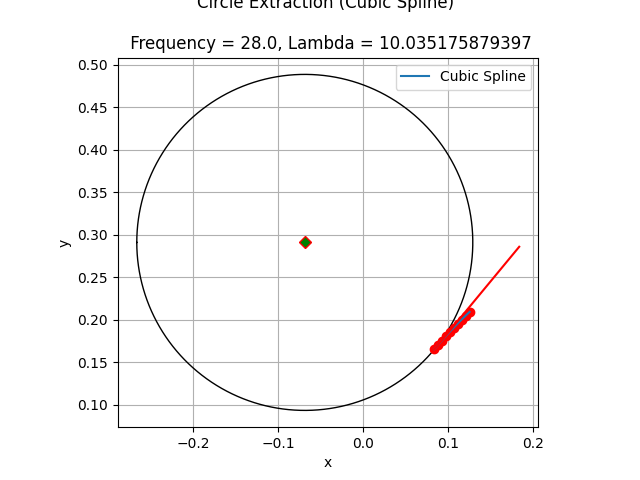 Circle Extraction (Cubic Spline)
Frequency = 28.0, Lambda = 10.035175879397
Cubic Spline
0.50
0.45
0.40
0.35
0.30
0.25
0.20
0.15
0.10
y
−0.2 −0.1 0.0 0.1 0.2
x